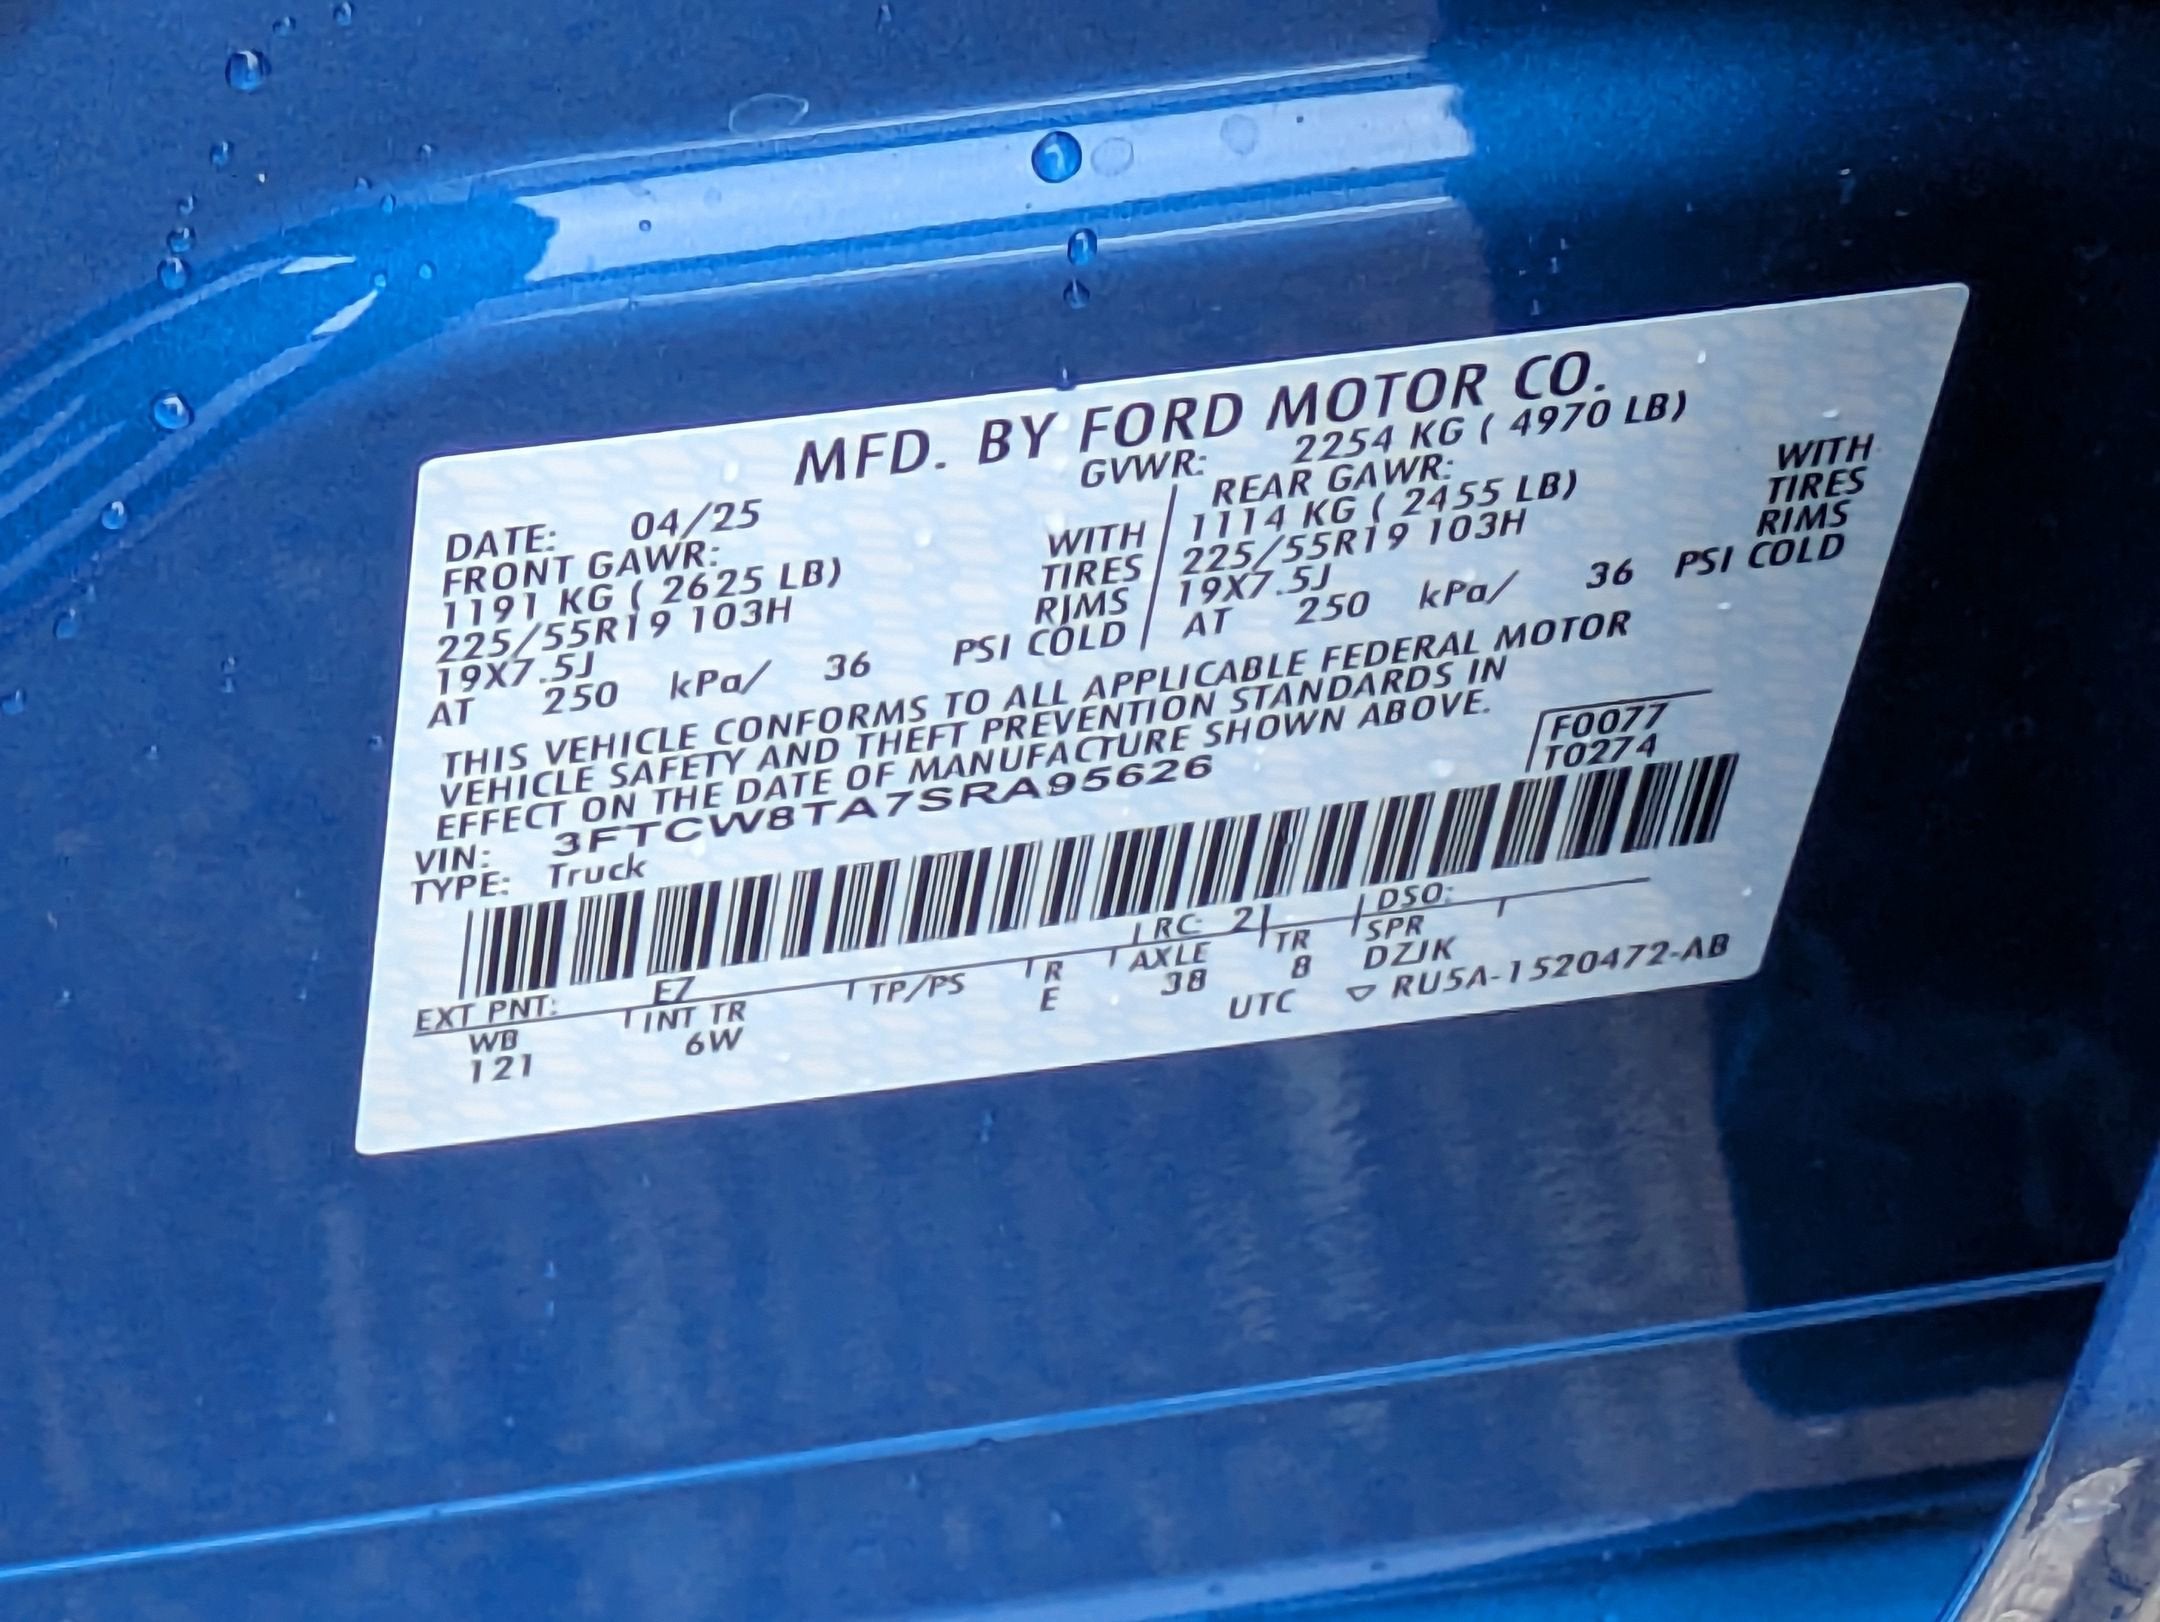 MFD. BY FORD MOTOR CO.
DATE: 04/25 GVWR: 2254 KG ( 4970 LB)
FRONT GAWR: REAR GAWR:
1191 KG ( 2625 LB) WITH 1114 KG ( 2455 LB) WITH
225/55R19 103H TIRES 225/55R19 103H TIRES
19X7.5J RIMS 19X7.5J RIMS
AT 250 kPa/ 36 PSI COLD AT 250 kPa/ 36 PSI COLD
THIS VEHICLE CONFORMS TO ALL APPLICABLE FEDERAL MOTOR
VEHICLE SAFETY AND THEFT PREVENTION STANDARDS IN
EFFECT ON THE DATE OF MANUFACTURE SHOWN ABOVE.
VIN: 3FTCW8TA7SRA95626 F0077
TYPE: Truck T0274
EXT PNT: E7 RC: 21 DSO:
WB INT TR TP/PS R AXLE TR SPR
121 6W E 38 8 DZJK
UTC ▽ RU5A-1520472-AB